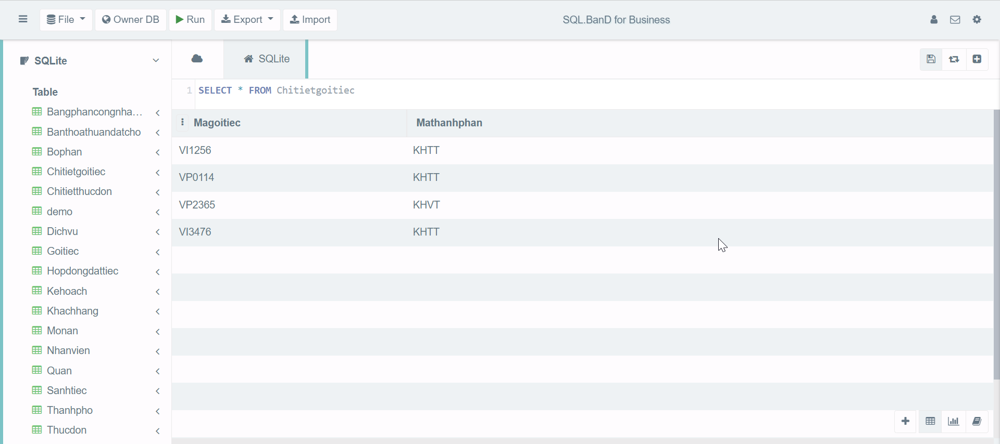 File Owner DB Run Export Import SQL.BanD for Business
SQLite
Table
Bangphancongnha...
Banthoathuandatcho
Bophan
Chitietgoitiec
Chitietthucdon
demo
Dichvu
Goitiec
Hopdongdattiec
Kehoach
Khachhang
Monan
Nhanvien
Quan
Sanhtiec
Thanhpho
Thucdon
SQLite
1 SELECT * FROM Chitietgoitiec
Magoitiec Mathanhphan
VI1256 KHTT
VP0114 KHTT
VP2365 KHVT
VI3476 KHTT